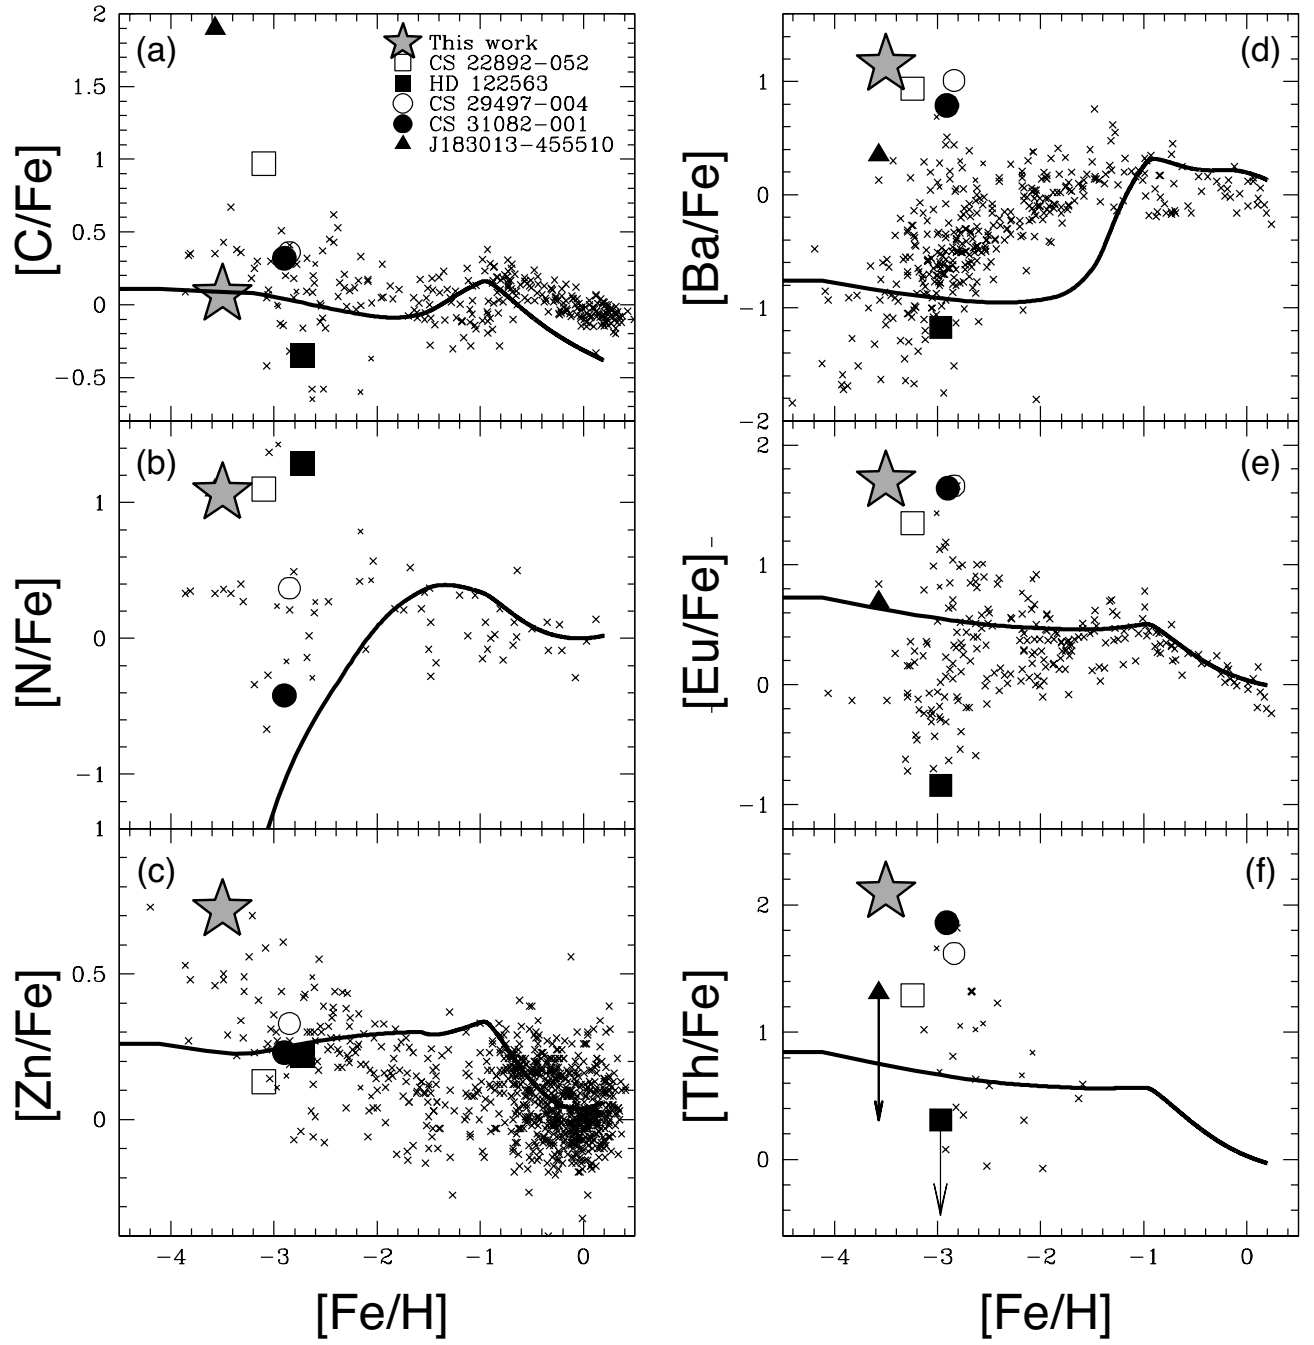 (a)
This work
CS 22892−052
HD 122563
CS 29497−004
CS 31082−001
J183013−455510
2
1.5
1
0.5
0
−0.5
[C/Fe]
(b)
1
0
−1
[N/Fe]
(c)
1
0.5
0
[Zn/Fe]
−4 −3 −2 −1 0
[Fe/H]
(d)
1
0
−1
−2
[Ba/Fe]
(e)
2
1
0
−1
[Eu/Fe]
(f)
2
1
0
[Th/Fe]
−4 −3 −2 −1 0
[Fe/H]